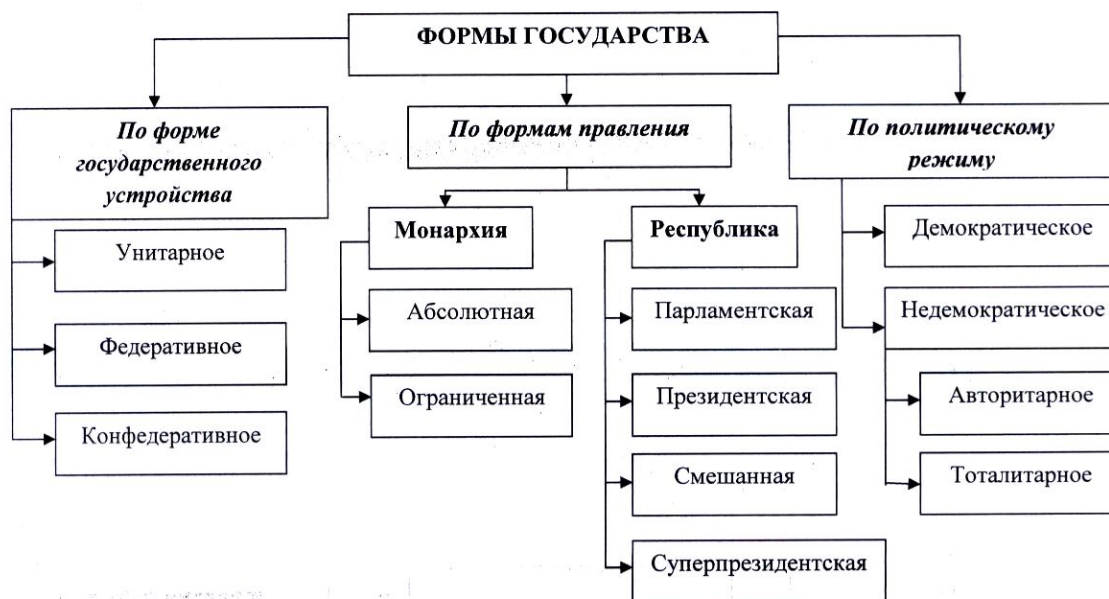 ФОРМЫ ГОСУДАРСТВА
По форме
государственного
устройства
Унитарное
Федеративное
Конфедеративное
По формам правления
Монархия
Абсолютная
Ограниченная
Республика
Парламентская
Президентская
Смешанная
Суперпрезидентская
По политическому
режиму
Демократическое
Недемократическое
Авторитарное
Тоталитарное